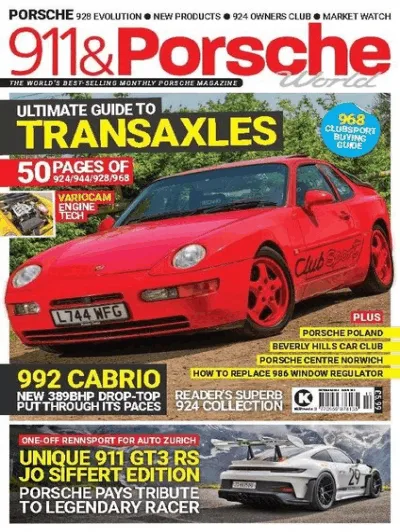 PORSCHE 928 EVOLUTION ● NEW PRODUCTS ● 924 OWNERS CLUB ● MARKET WATCH
911&Porsche
World
THE WORLD'S BEST-SELLING MONTHLY PORSCHE MAGAZINE
ULTIMATE GUIDE TO
TRANSAXLES
968
CLUBSPORT
BUYING
GUIDE
50 PAGES OF
924/944/928/968
VARIOCAM
ENGINE
TECH
Club Sport
L744 WFG
PLUS
PORSCHE POLAND
BEVERLY HILLS CAR CLUB
PORSCHE CENTRE NORWICH
HOW TO REPLACE 986 WINDOW REGULATOR
992 CABRIO
NEW 389BHP DROP-TOP
PUT THROUGH ITS PACES
READER'S SUPERB
924 COLLECTION
K
£5.99
ONE-OFF RENNSPORT FOR AUTO ZURICH
UNIQUE 911 GT3 RS
JO SIFFERT EDITION
PORSCHE PAYS TRIBUTE
TO LEGENDARY RACER
29